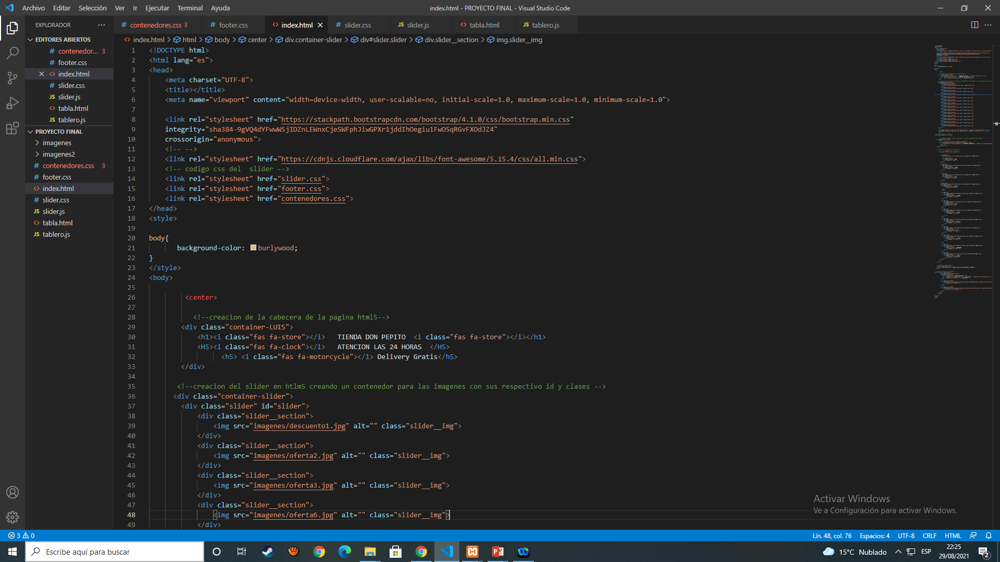 Archivo Editar Selección Ver Ir Ejecutar Terminal Ayuda
index.html - PROYECTO FINAL - Visual Studio Code
EXPLORADOR
# contenedores.css 3
# footer.css
<> index.html
# slider.css
JS slider.js
<> tabla.html
JS tablero.js
EDITORES ABIERTOS
# contenedor... 3
# footer.css
<> index.html
# slider.css
JS slider.js
<> tabla.html
JS tablero.js
PROYECTO FINAL
imagenes
imagenes2
# contenedores.css 3
# footer.css
<> index.html
# slider.css
JS slider.js
<> tabla.html
JS tablero.js
<> index.html > html > body > center > div.container-slider > div#slider.slider > div.slider__section > img.slider__img
1 <!DOCTYPE html>
2 <html lang="es">
3 <head>
4 <meta charset="UTF-8">
5 <title></title>
6 <meta name="viewport" content="width=device-width, user-scalable=no, initial-scale=1.0, maximum-scale=1.0, minimum-scale=1.0">
7
8 <link rel="stylesheet" href="https://stackpath.bootstrapcdn.com/bootstrap/4.1.0/css/bootstrap.min.css"
9 integrity="sha384-9gVQ4dYFwwWSjIDZnLEWnxCjeSWFphJiwGPXr1jddIhOegiu1FwO5qRGvFXOdJZ4"
10 crossorigin="anonymous">
11 <!-- -->
12 <link rel="stylesheet" href="https://cdnjs.cloudflare.com/ajax/libs/font-awesome/5.15.4/css/all.min.css">
13 <!-- codigo css del  slider -->
14 <link rel="stylesheet" href="slider.css">
15 <link rel="stylesheet" href="footer.css">
16 <link rel="stylesheet" href="contenedores.css">
17 </head>
18 <style>
19
20 body{
21 background-color: burlywood;
22 }
23 </style>
24 <body>
25
26 <center>
27
28 <!--creacion de la cabecera de la pagina html5-->
29 <div class="container-LUIS">
30 <h1><i class="fas fa-store"></i>   TIENDA DON PEPITO  <i class="fas fa-store"></i></h1>
31 <H5><i class="fas fa-clock"></i>   ATENCION LAS 24 HORAS  </H5>
32 <h5> <i class="fas fa-motorcycle"></i> Delivery Gratis</h5>
33 </div>
34
35 <!--creacion del slider en htlm5 creando un contenedor para las imagenes con sus respectivo id y clases -->
36 <div class="container-slider">
37 <div class="slider" id="slider">
38 <div class="slider__section">
39 <img src="imagenes/descuento1.jpg" alt="" class="slider__img">
40 </div>
41 <div class="slider__section">
42 <img src="imagenes/oferta2.jpg" alt="" class="slider__img">
43 </div>
44 <div class="slider__section">
45 <img src="imagenes/oferta3.jpg" alt="" class="slider__img">
46 </div>
47 <div class="slider__section">
48 <img src="imagenes/oferta6.jpg" alt="" class="slider__img">
49 </div>
Activar Windows
Ve a Configuración para activar Windows.
3 0
Lín. 48, col. 76 Espacios: 4 UTF-8 CRLF HTML
Escribe aquí para buscar
15°C Nublado
ESP
22:25
29/08/2021
2